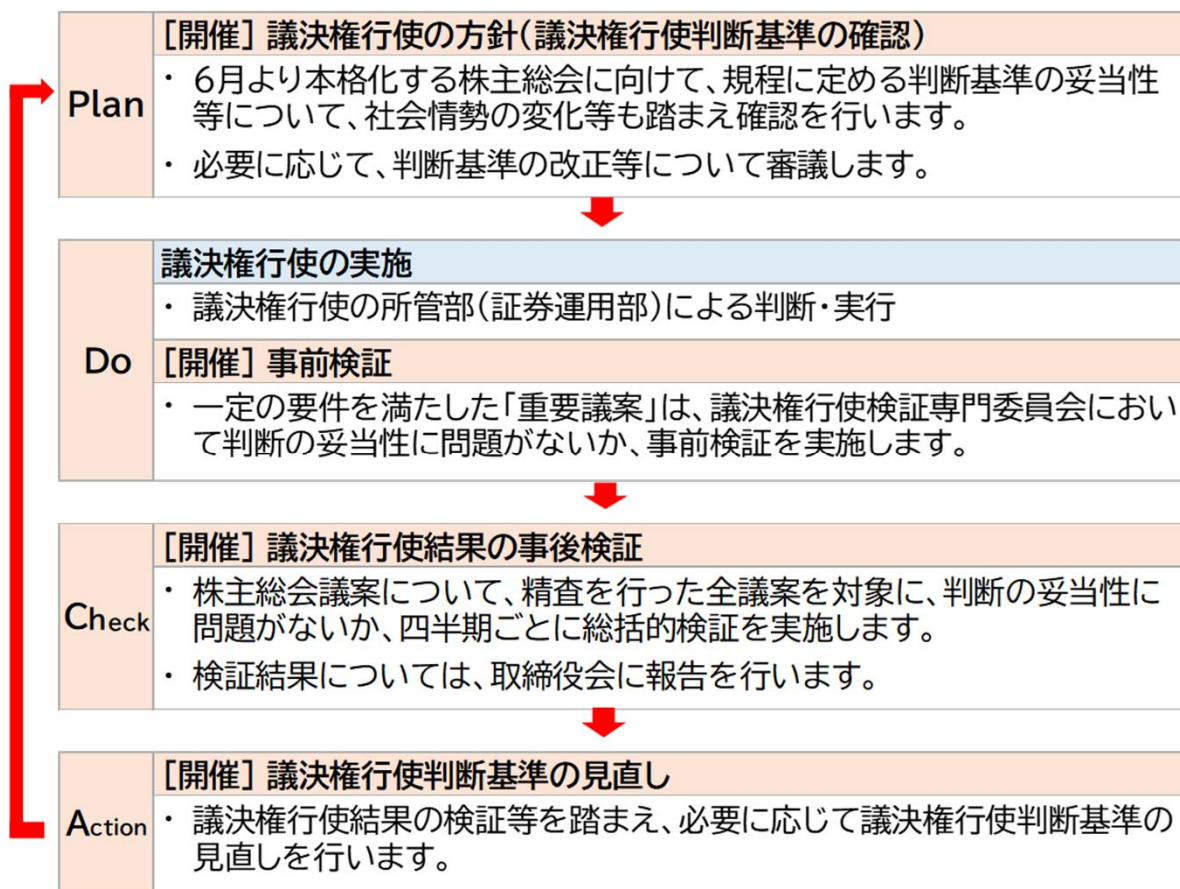 Plan
[開催] 議決権行使の方針(議決権行使判断基準の確認)
・ 6月より本格化する株主総会に向けて、規程に定める判断基準の妥当性
等について、社会情勢の変化等も踏まえ確認を行います。
・ 必要に応じて、判断基準の改正等について審議します。
Do
議決権行使の実施
・ 議決権行使の所管部(証券運用部)による判断・実行
[開催] 事前検証
・ 一定の要件を満たした「重要議案」は、議決権行使検証専門委員会におい
て判断の妥当性に問題がないか、事前検証を実施します。
Check
[開催] 議決権行使結果の事後検証
・ 株主総会議案について、精査を行った全議案を対象に、判断の妥当性に
問題がないか、四半期ごとに総括的検証を実施します。
・ 検証結果については、取締役会に報告を行います。
Action
[開催] 議決権行使判断基準の見直し
・ 議決権行使結果の検証等を踏まえ、必要に応じて議決権行使判断基準の
見直しを行います。